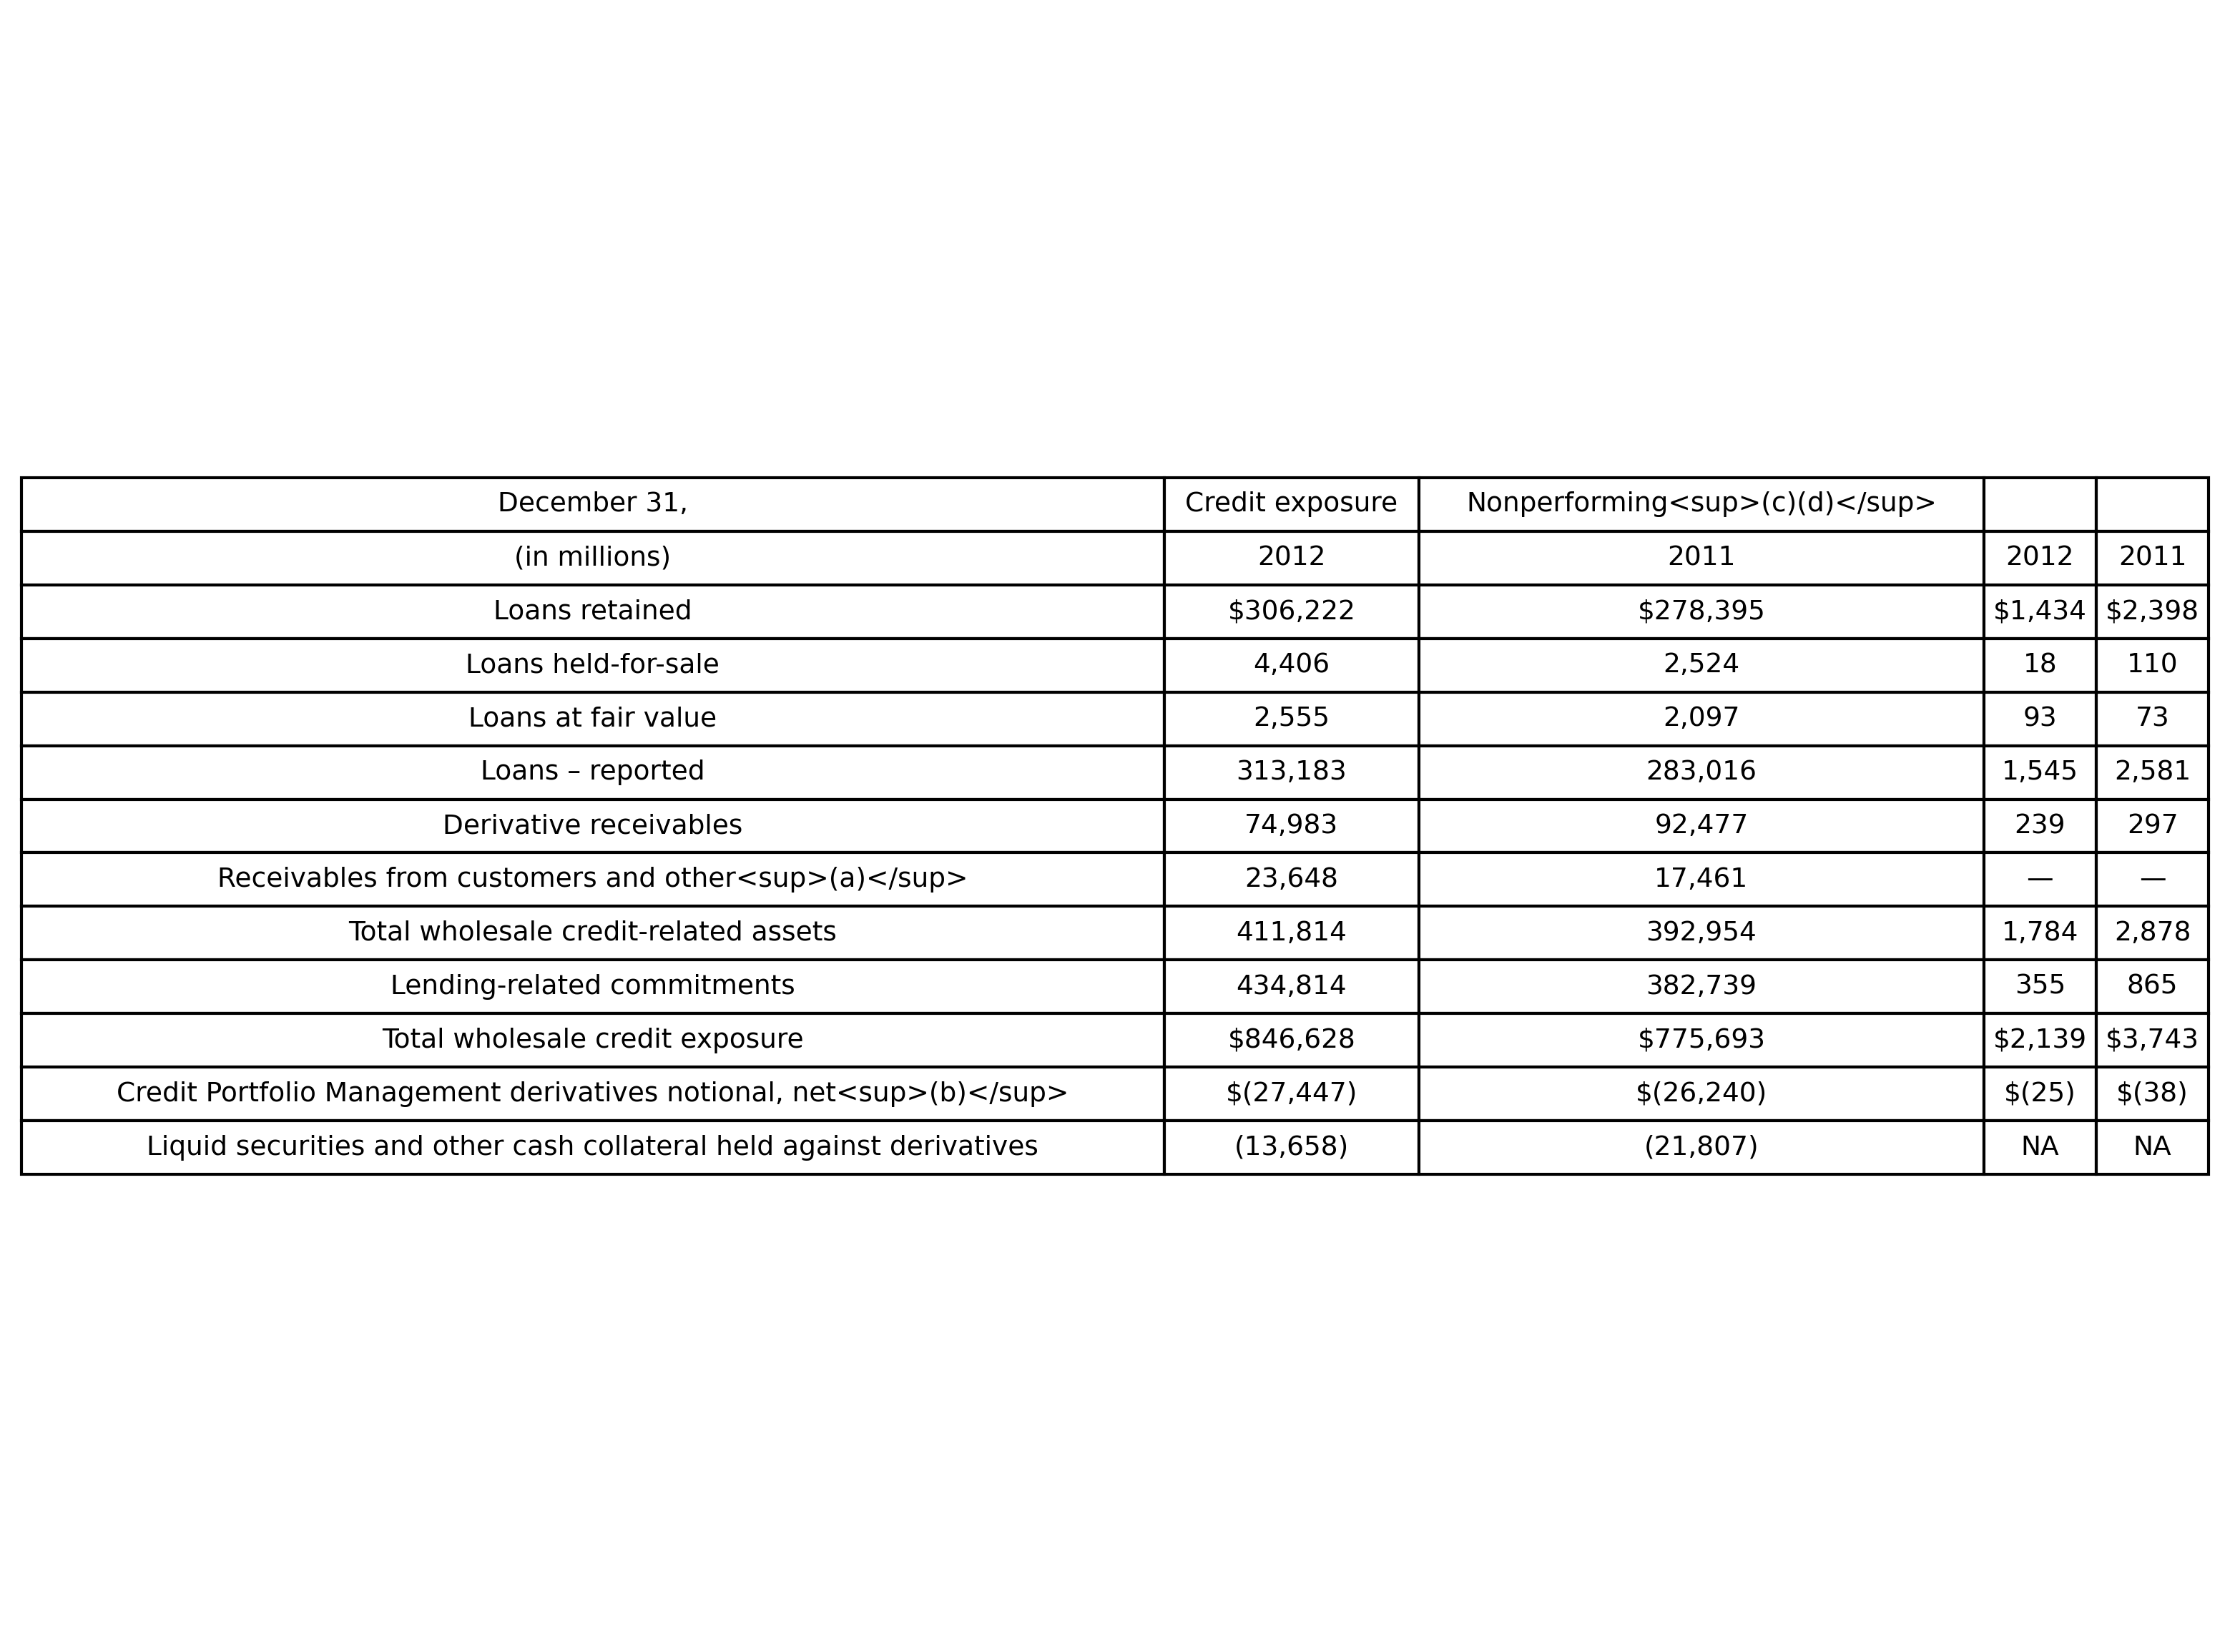 December 31, Credit exposure Nonperforming<sup>(c)(d)</sup>
(in millions) 2012 2011 2012 2011
Loans retained $306,222 $278,395 $1,434 $2,398
Loans held-for-sale 4,406 2,524 18 110
Loans at fair value 2,555 2,097 93 73
Loans – reported 313,183 283,016 1,545 2,581
Derivative receivables 74,983 92,477 239 297
Receivables from customers and other<sup>(a)</sup> 23,648 17,461 — —
Total wholesale credit-related assets 411,814 392,954 1,784 2,878
Lending-related commitments 434,814 382,739 355 865
Total wholesale credit exposure $846,628 $775,693 $2,139 $3,743
Credit Portfolio Management derivatives notional, net<sup>(b)</sup> $(27,447) $(26,240) $(25) $(38)
Liquid securities and other cash collateral held against derivatives (13,658) (21,807) NA NA